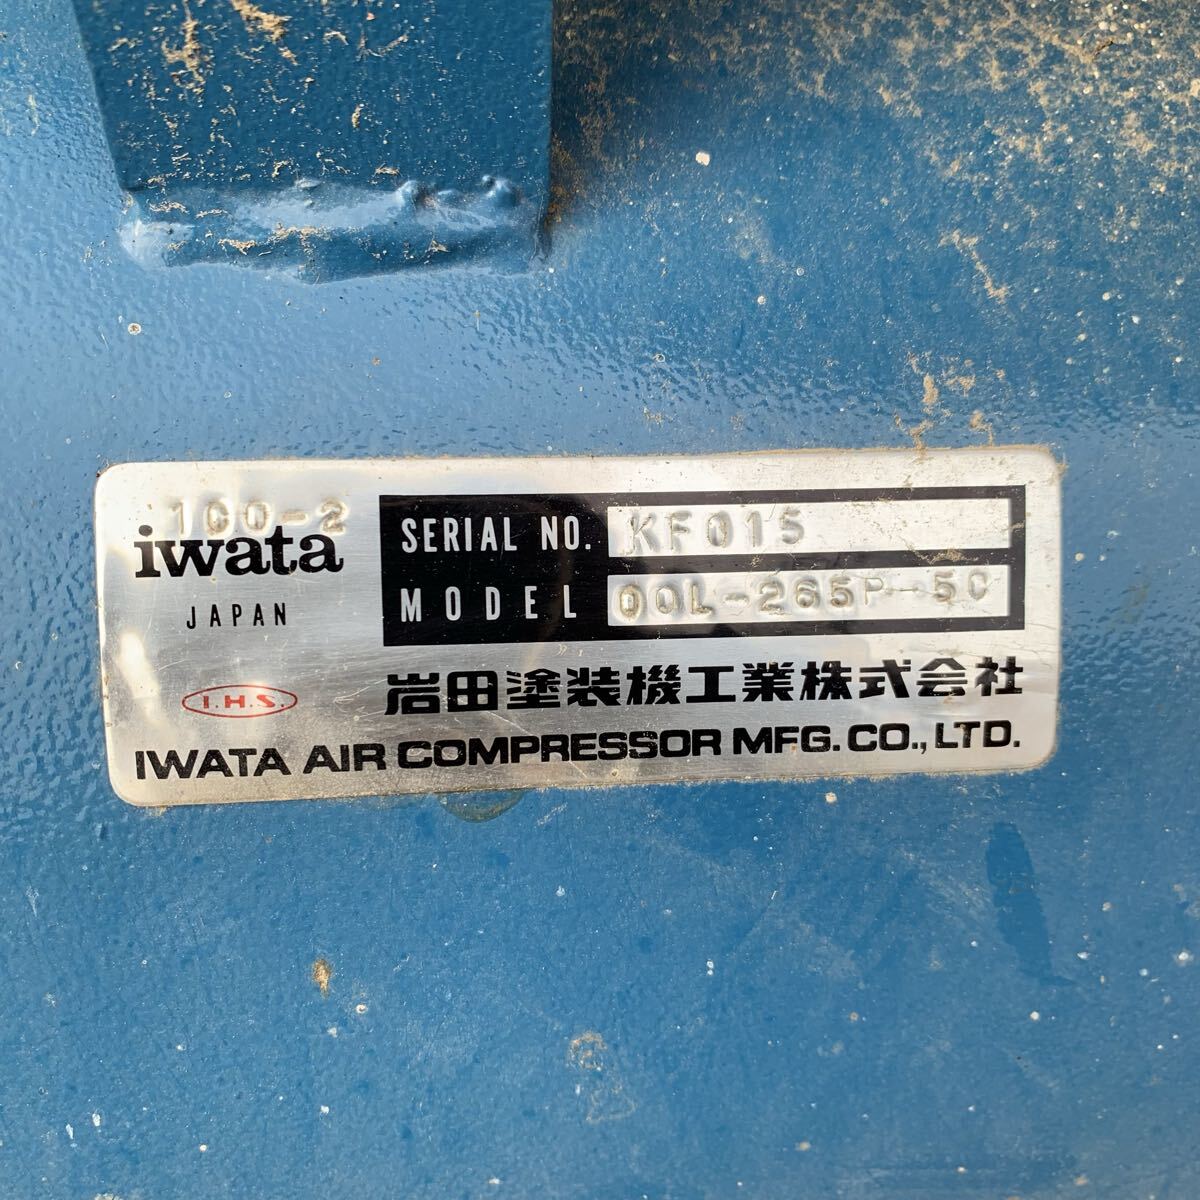 100-2
iwata
JAPAN
I.H.S.
SERIAL NO. KF015
MODEL OOL-265P-5C
岩田塗装機工業株式会社
IWATA AIR COMPRESSOR MFG. CO., LTD.